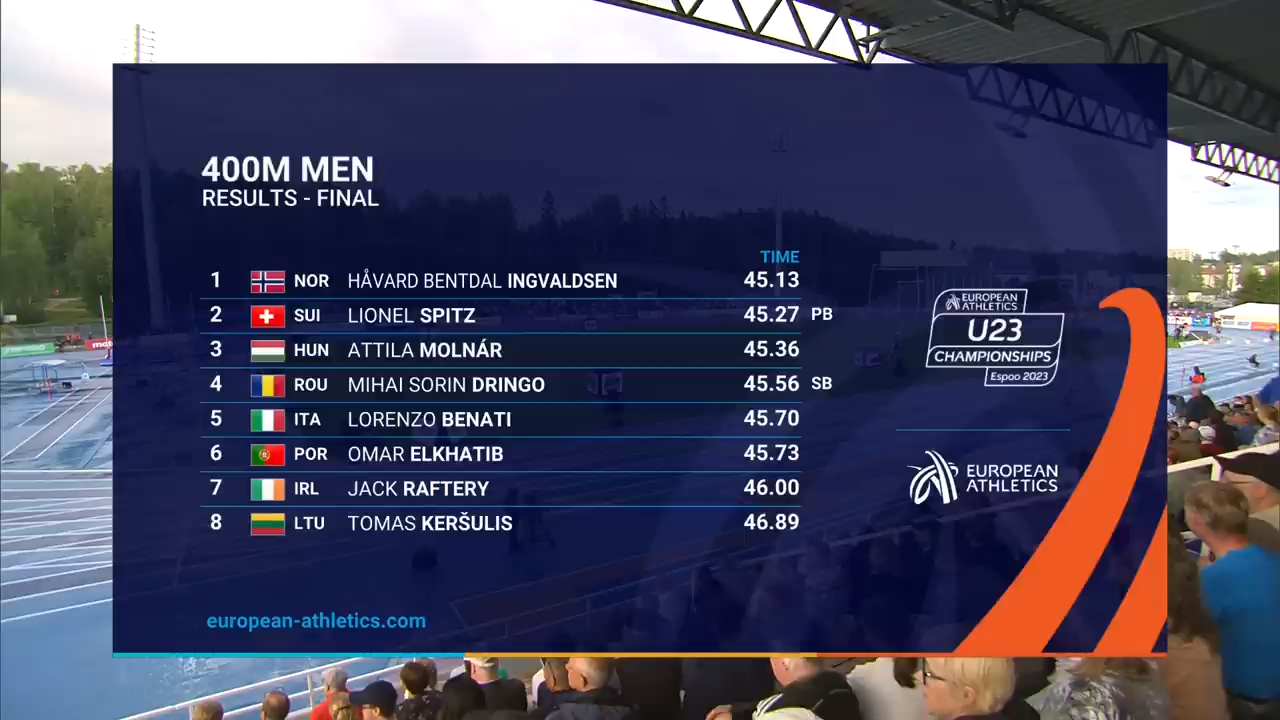 400M MEN
RESULTS - FINAL
TIME
1 NOR HÅVARD BENTDAL INGVALDSEN 45.13
2 SUI LIONEL SPITZ 45.27 PB
3 HUN ATTILA MOLNÁR 45.36
4 ROU MIHAI SORIN DRINGO 45.56 SB
5 ITA LORENZO BENATI 45.70
6 POR OMAR ELKHATIB 45.73
7 IRL JACK RAFTERY 46.00
8 LTU TOMAS KERŠULIS 46.89
EUROPEAN
ATHLETICS
U23
CHAMPIONSHIPS
Espoo 2023
EUROPEAN
ATHLETICS
european-athletics.com